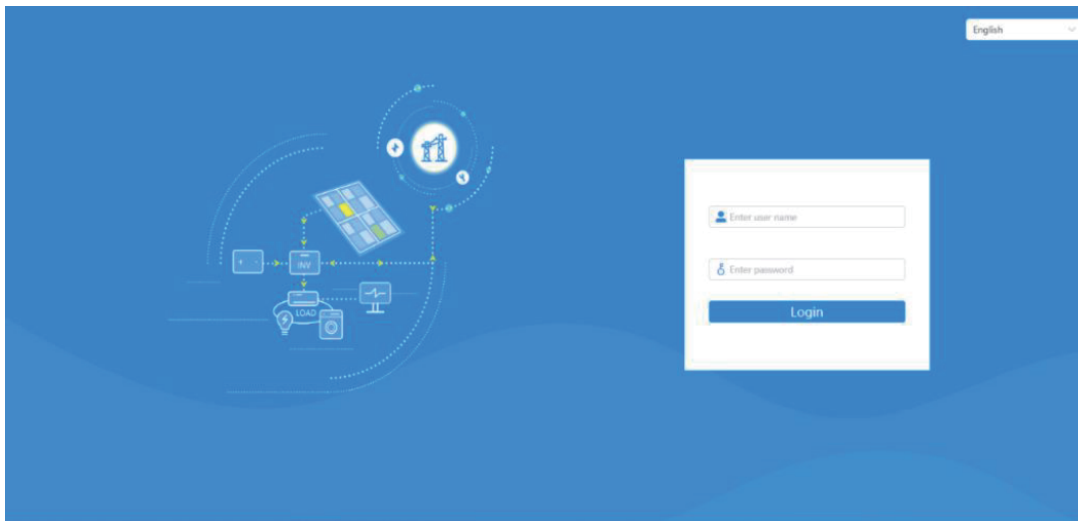 English
Enter user name
+ -
INV
Enter password
LOAD
Login